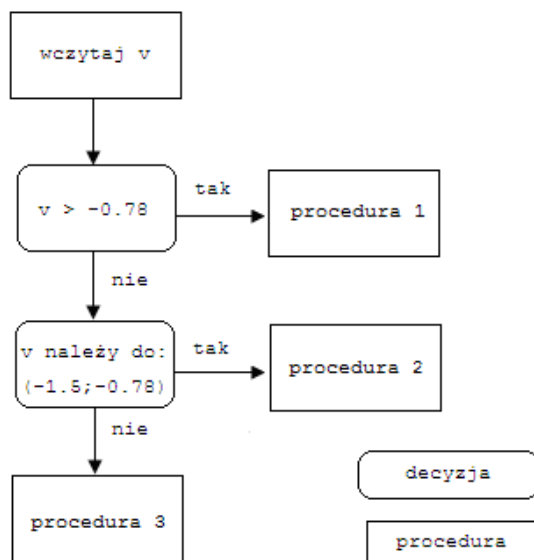 wczytaj v
v > -0.78
tak
procedura 1
nie
v należy do:
(-1.5;-0.78)
tak
procedura 2
nie
procedura 3
decyzja
procedura